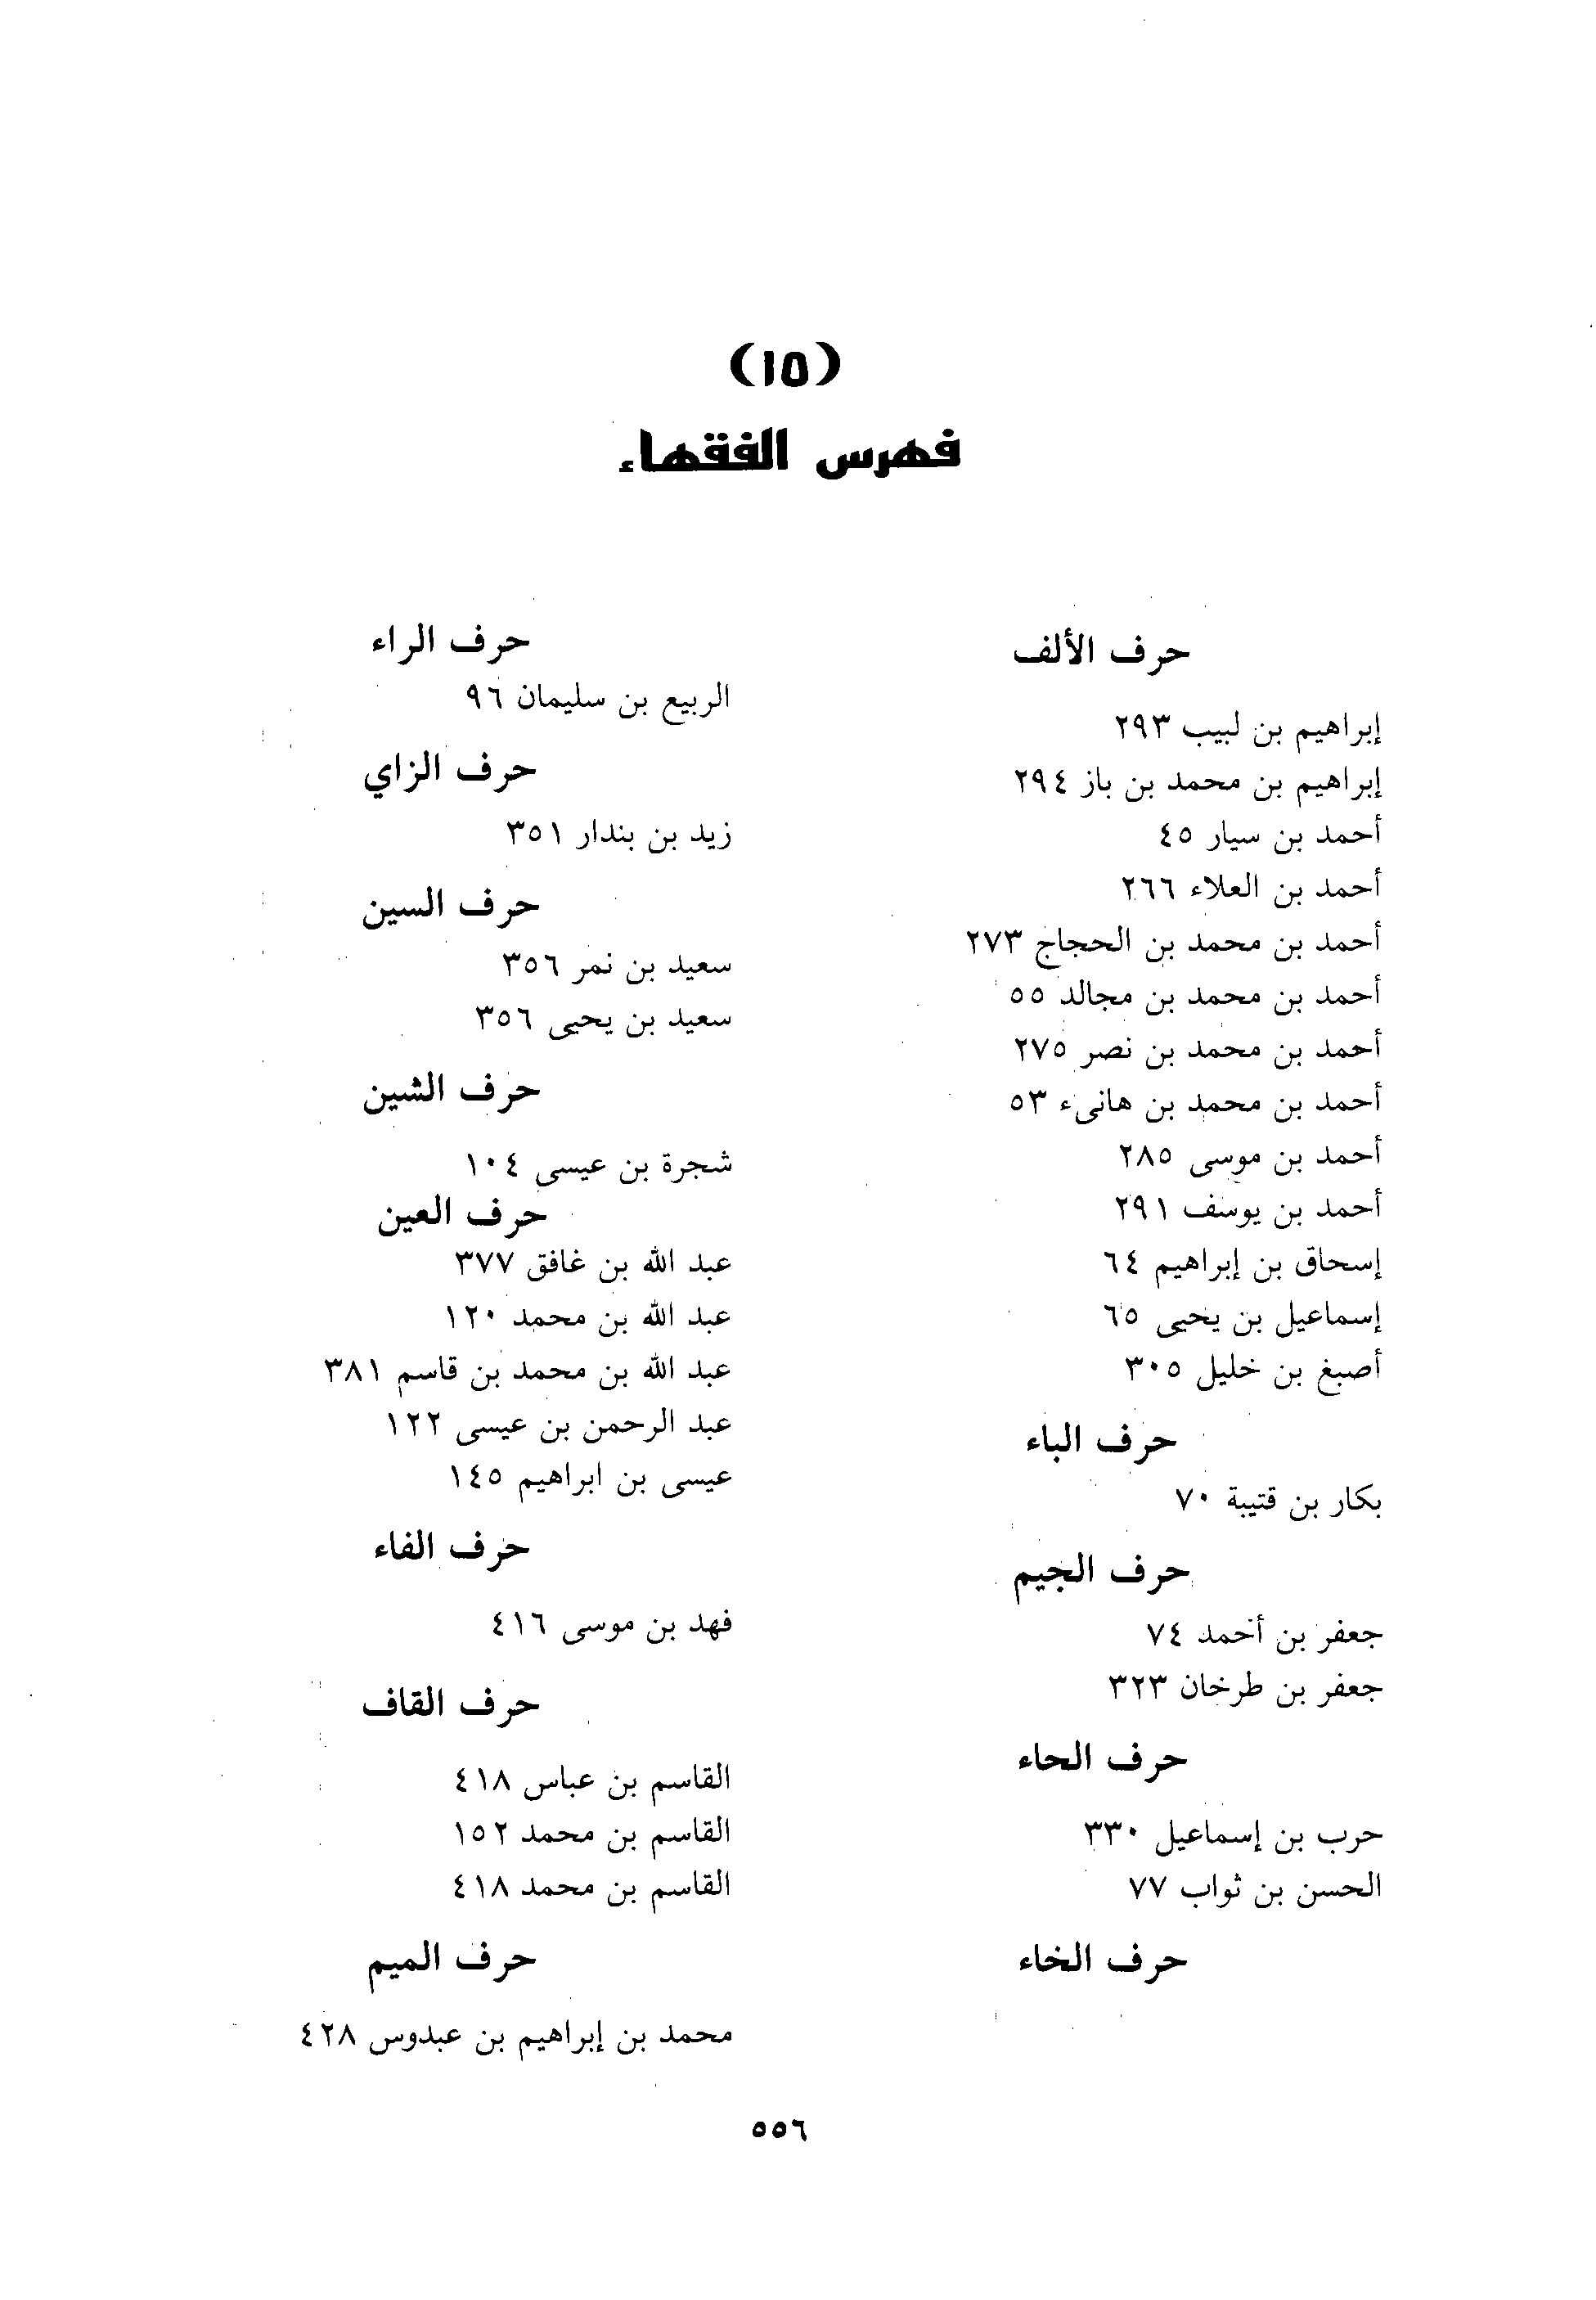 (١٥)
فهرس الفقهاء
حرف الألف
إبراهيم بن لبيب ٢٩٣
إبراهيم بن محمد بن باز ٢٩٤
أحمد بن سيار ٤٥
أحمد بن العلاء ٢٦٦
أحمد بن محمد بن الحجاج ٢٧٣
أحمد بن محمد بن مجالد ٥٥
أحمد بن محمد بن نصر ٢٧٥
أحمد بن محمد بن هانىء ٥٣
أحمد بن موسى ٢٨٥
أحمد بن يوسف ٢٩١
إسحاق بن إبراهيم ٦٤
إسماعيل بن يحيى ٦٥
أصبغ بن خليل ٣٠٥
حرف الباء
بكار بن قتيبة ٧٠
حرف الجيم
جعفر بن أحمد ٧٤
جعفر بن طرخان ٣٢٣
حرف الحاء
حرب بن إسماعيل ٣٣٠
الحسن بن ثواب ٧٧
حرف الخاء
حرف الراء
الربيع بن سليمان ٩٦
حرف الزاي
زيد بن بندار ٣٥١
حرف السين
سعيد بن نمر ٣٥٦
سعيد بن يحيى ٣٥٦
حرف الشين
شجرة بن عيسى ١٠٤
حرف العين
عبد الله بن غافق ٣٧٧
عبد الله بن محمد ١٢٠
عبد الله بن محمد بن قاسم ٣٨١
عبد الرحمن بن عيسى ١٢٢
عيسى بن ابراهيم ١٤٥
حرف الفاء
فهد بن موسى ٤١٦
حرف القاف
القاسم بن عباس ٤١٨
القاسم بن محمد ١٥٢
القاسم بن محمد ٤١٨
حرف الميم
محمد بن إبراهيم بن عبدوس ٤٢٨
٥٥٦